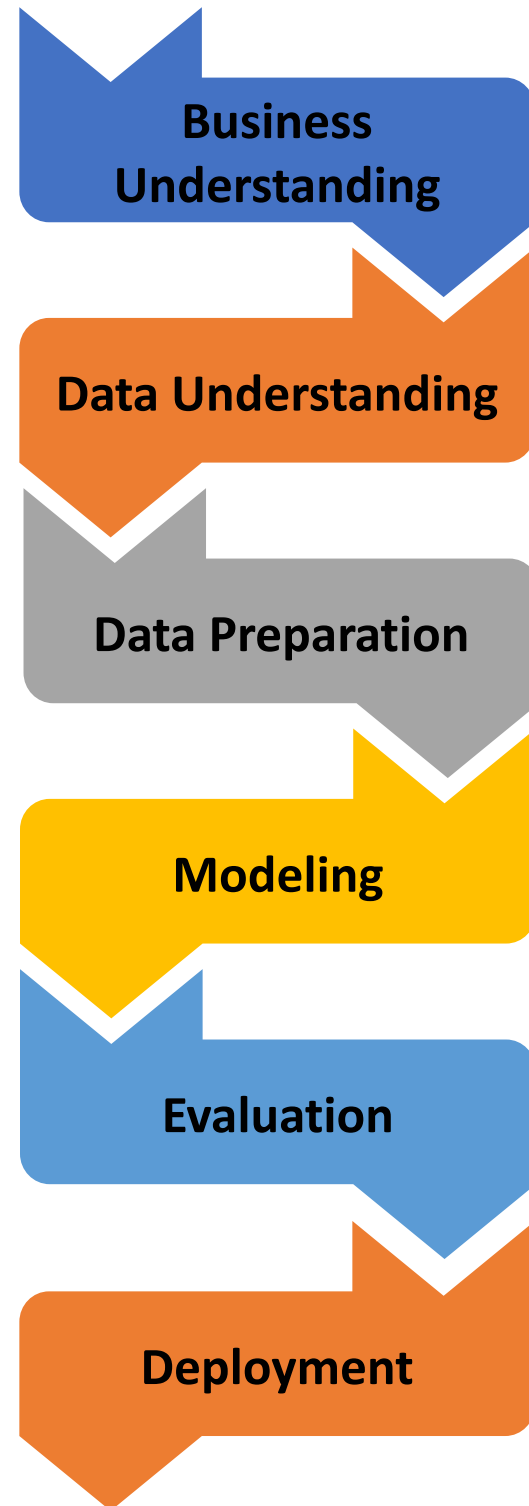 Business
Understanding
Data Understanding
Data Preparation
Modeling
Evaluation
Deployment